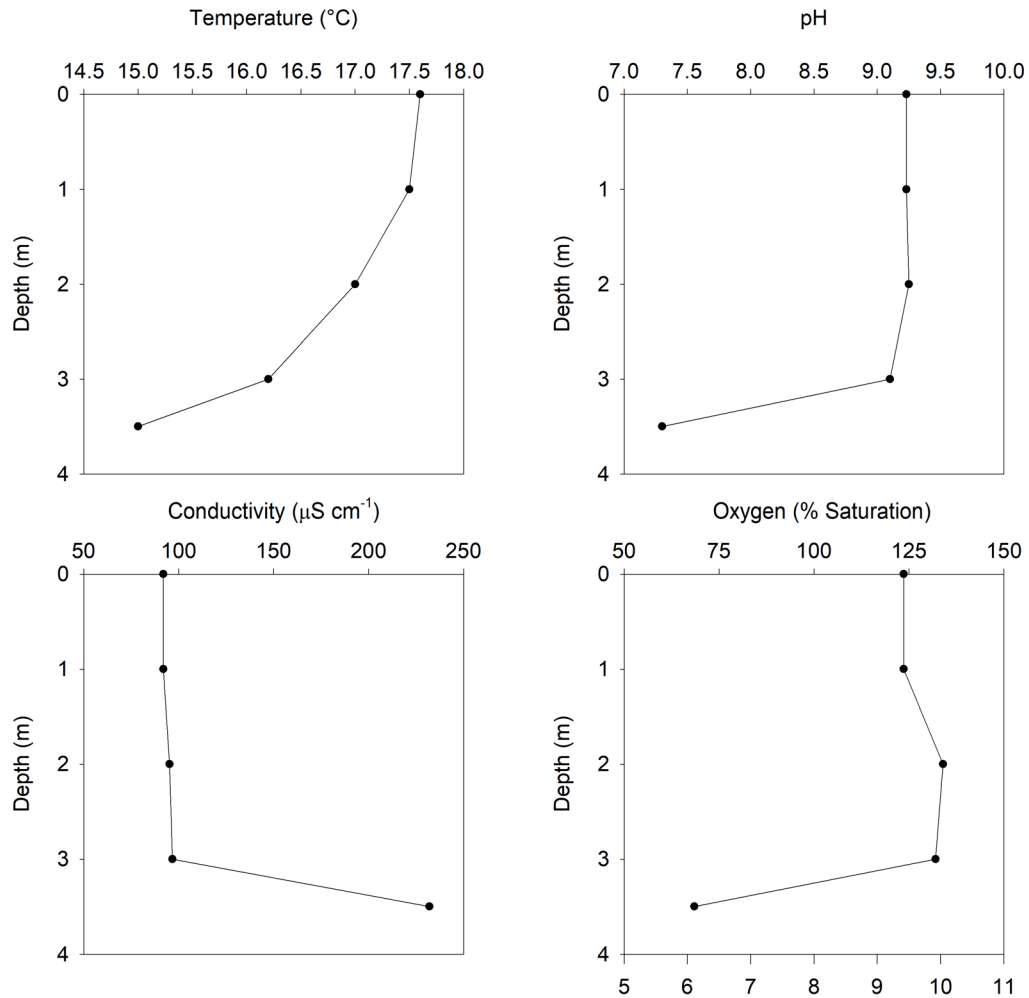 Temperature (°C)
14.5 15.0 15.5 16.0 16.5 17.0 17.5 18.0
0
1
2
3
4
Depth (m)
pH
7.0 7.5 8.0 8.5 9.0 9.5 10.0
0
1
2
3
4
Depth (m)
Conductivity (μS cm⁻¹)
50 100 150 200 250
0
1
2
3
4
Depth (m)
Oxygen (% Saturation)
50 75 100 125 150
0
1
2
3
4
Depth (m)
5 6 7 8 9 10 11